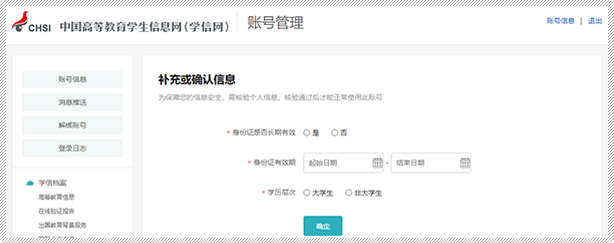 CHSI 中国高等教育学生信息网(学信网) 账号管理 账号信息 | 退出
账号信息
消息推送
解绑账号
登录日志
学信档案
高等教育信息
在线验证报告
出国教育背景服务
补充或确认信息
为保障您的信息安全，需核验个人信息，核验通过后才能正常使用此账号
* 身份证是否长期有效 是 否
* 身份证有效期 起始日期 - 结束日期
* 学历层次 大学生 非大学生
确定